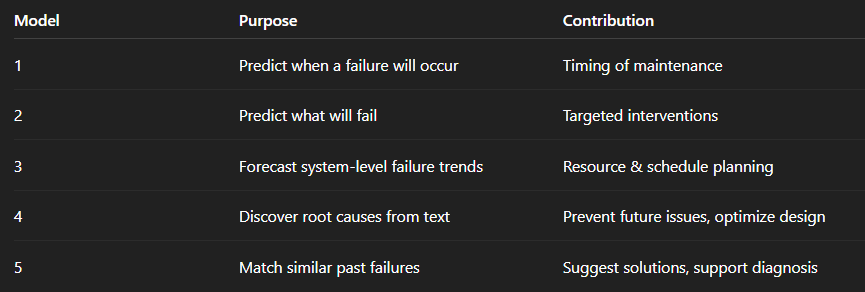 Model Purpose Contribution
1 Predict when a failure will occur Timing of maintenance
2 Predict what will fail Targeted interventions
3 Forecast system-level failure trends Resource & schedule planning
4 Discover root causes from text Prevent future issues, optimize design
5 Match similar past failures Suggest solutions, support diagnosis